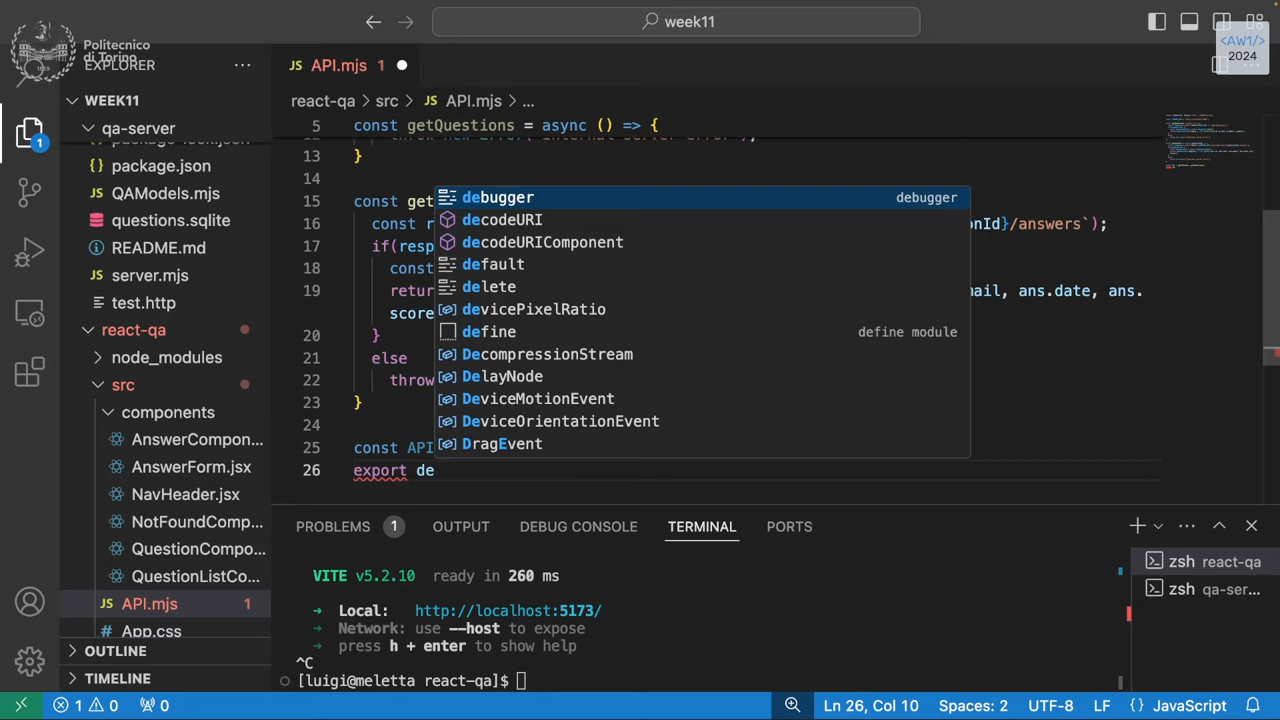 week11
Politecnico
di Torino
<AW1/>
2024
EXPLORER
WEEK11
qa-server
package.json
QAModels.mjs
questions.sqlite
README.md
server.mjs
test.http
react-qa
node_modules
src
components
AnswerCompon...
AnswerForm.jsx
NavHeader.jsx
NotFoundComp...
QuestionCompo...
QuestionListCo...
JS API.mjs 1
# App.css
OUTLINE
TIMELINE
JS API.mjs 1
react-qa > src > JS API.mjs > ...
5 const getQuestions = async () => {
13 }
14
15 const get
16 const r onId}/answers`);
17 if(resp
18 const
19 retur mail, ans.date, ans.
score
20 }
21 else
22 throw
23 }
24
25 const API
26 export de
debugger debugger
decodeURI
decodeURIComponent
default
delete
devicePixelRatio
define define module
DecompressionStream
DelayNode
DeviceMotionEvent
DeviceOrientationEvent
DragEvent
PROBLEMS 1 OUTPUT DEBUG CONSOLE TERMINAL PORTS
VITE v5.2.10 ready in 260 ms
➜ Local: http://localhost:5173/
➜ Network: use --host to expose
➜ press h + enter to show help
^C
[luigi@meletta react-qa]$
zsh react-qa
zsh qa-ser...
1 0 0 Ln 26, Col 10 Spaces: 2 UTF-8 LF {} JavaScript